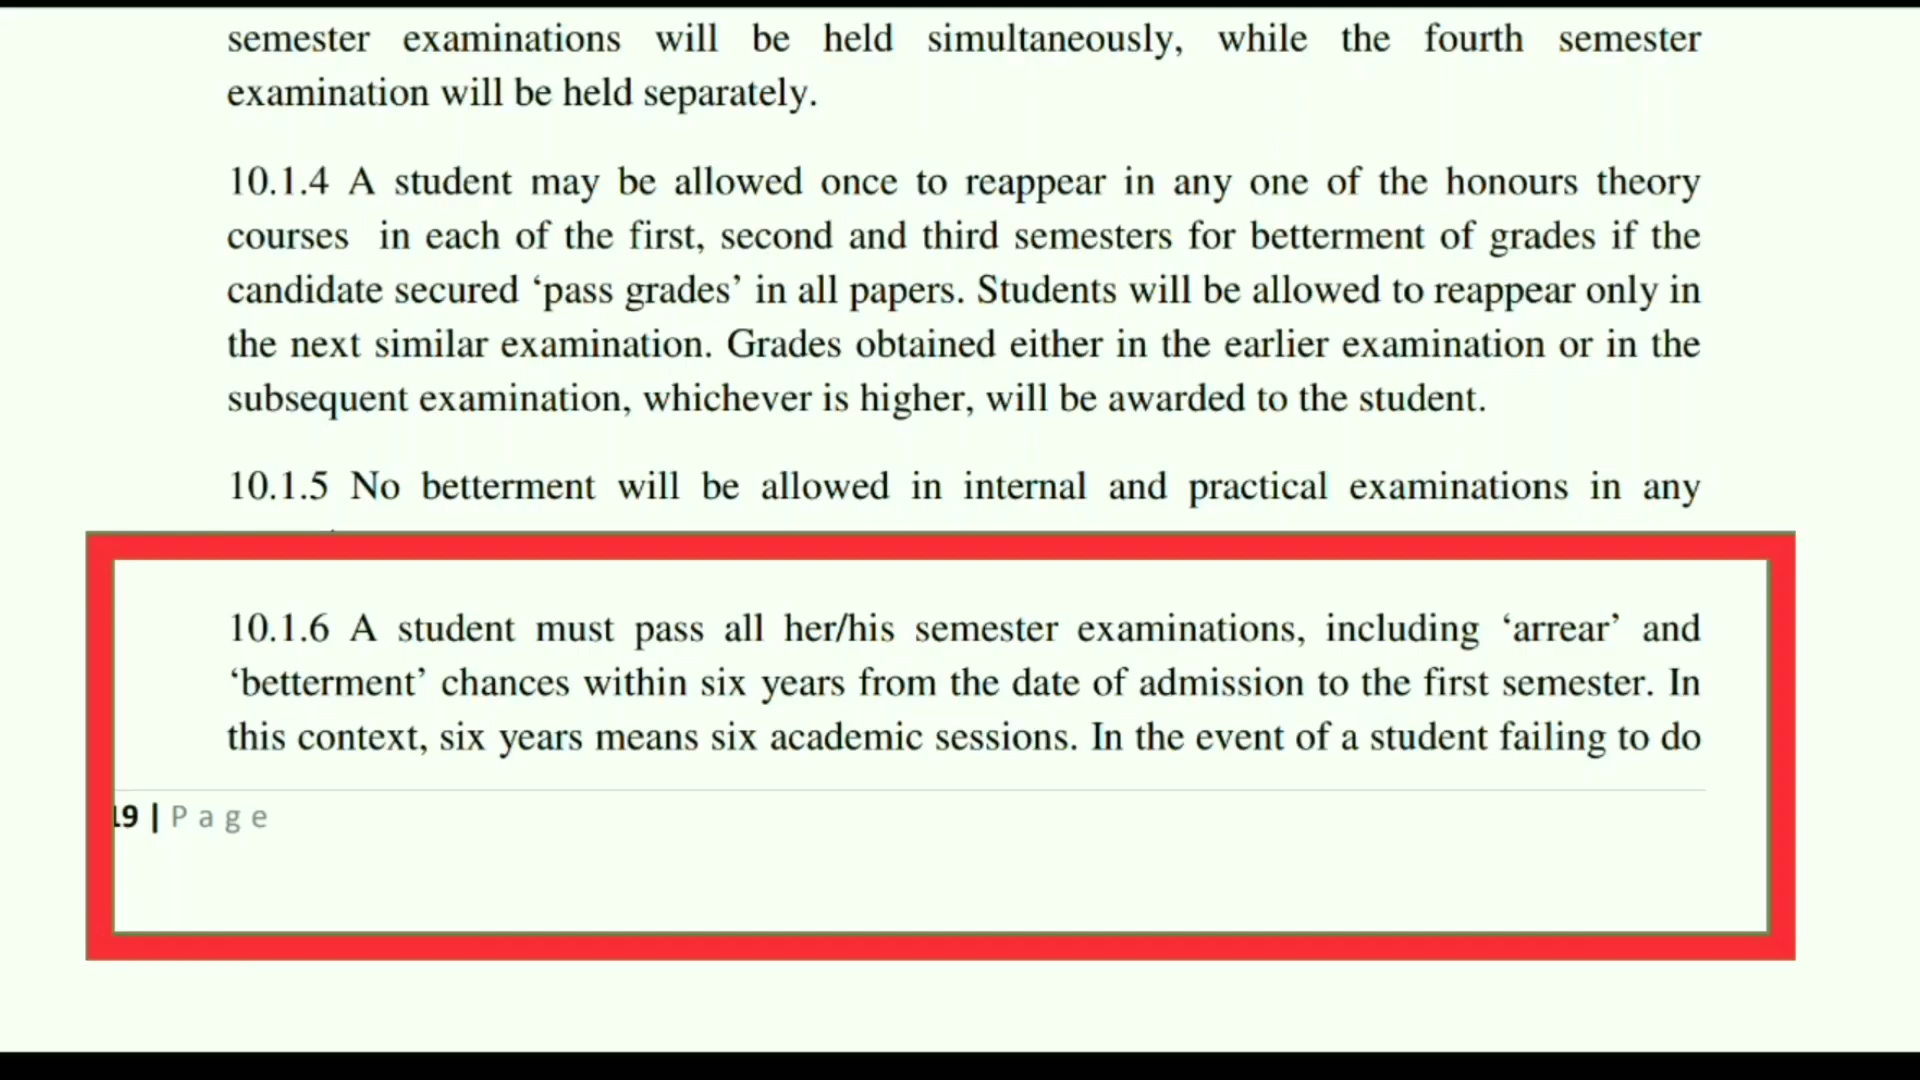 semester examinations will be held simultaneously, while the fourth semester
examination will be held separately.
10.1.4 A student may be allowed once to reappear in any one of the honours theory
courses in each of the first, second and third semesters for betterment of grades if the
candidate secured ‘pass grades’ in all papers. Students will be allowed to reappear only in
the next similar examination. Grades obtained either in the earlier examination or in the
subsequent examination, whichever is higher, will be awarded to the student.
10.1.5 No betterment will be allowed in internal and practical examinations in any
10.1.6 A student must pass all her/his semester examinations, including ‘arrear’ and
‘betterment’ chances within six years from the date of admission to the first semester. In
this context, six years means six academic sessions. In the event of a student failing to do
19 | Page